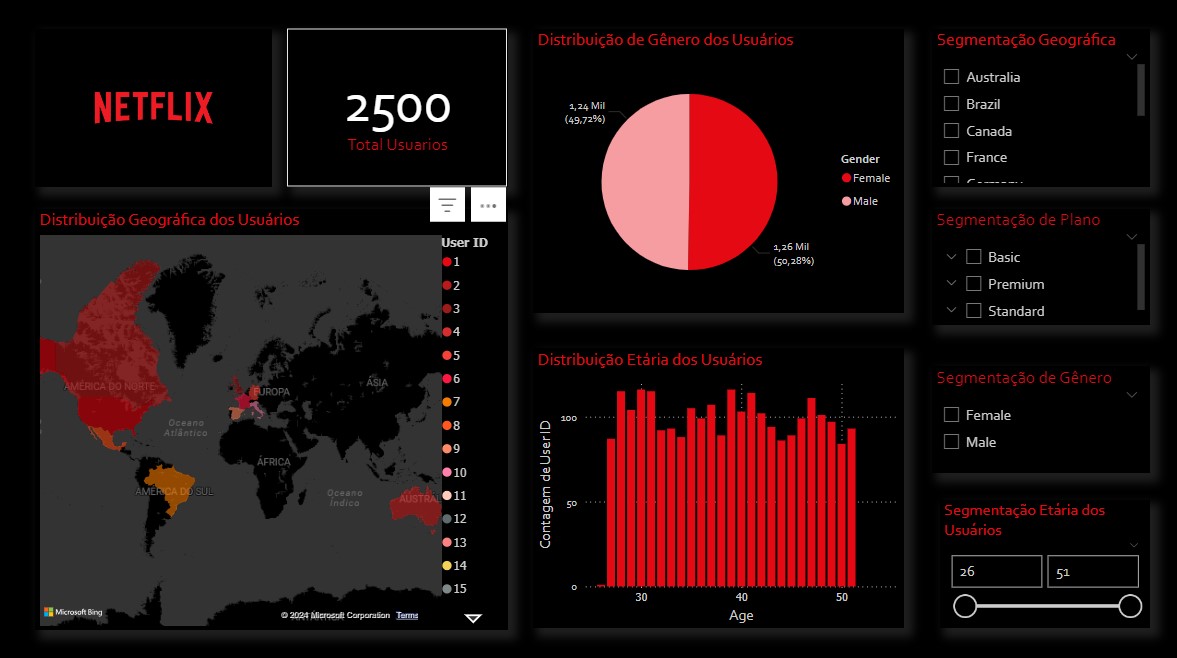 NETFLIX
2500
Total Usuarios
Distribuição Geográfica dos Usuários
User ID
1
2
3
4
5
6
7
8
9
10
11
12
13
14
15
AMÉRICA DO NORTE
EUROPA
ÁSIA
Oceano
Atlântico
ÁFRICA
AMÉRICA DO SUL
Oceano
Índico
AUSTRAL
Microsoft Bing
© 2024 Microsoft Corporation Terms
Distribuição de Gênero dos Usuários
1,24 Mil
(49,72%)
Gender
Female
Male
1,26 Mil
(50,28%)
Distribuição Etária dos Usuários
Contagem de User ID
100
50
0
30
40
50
Age
Segmentação Geográfica
Australia
Brazil
Canada
France
Segmentação de Plano
Basic
Premium
Standard
Segmentação de Gênero
Female
Male
Segmentação Etária dos
Usuários
26
51